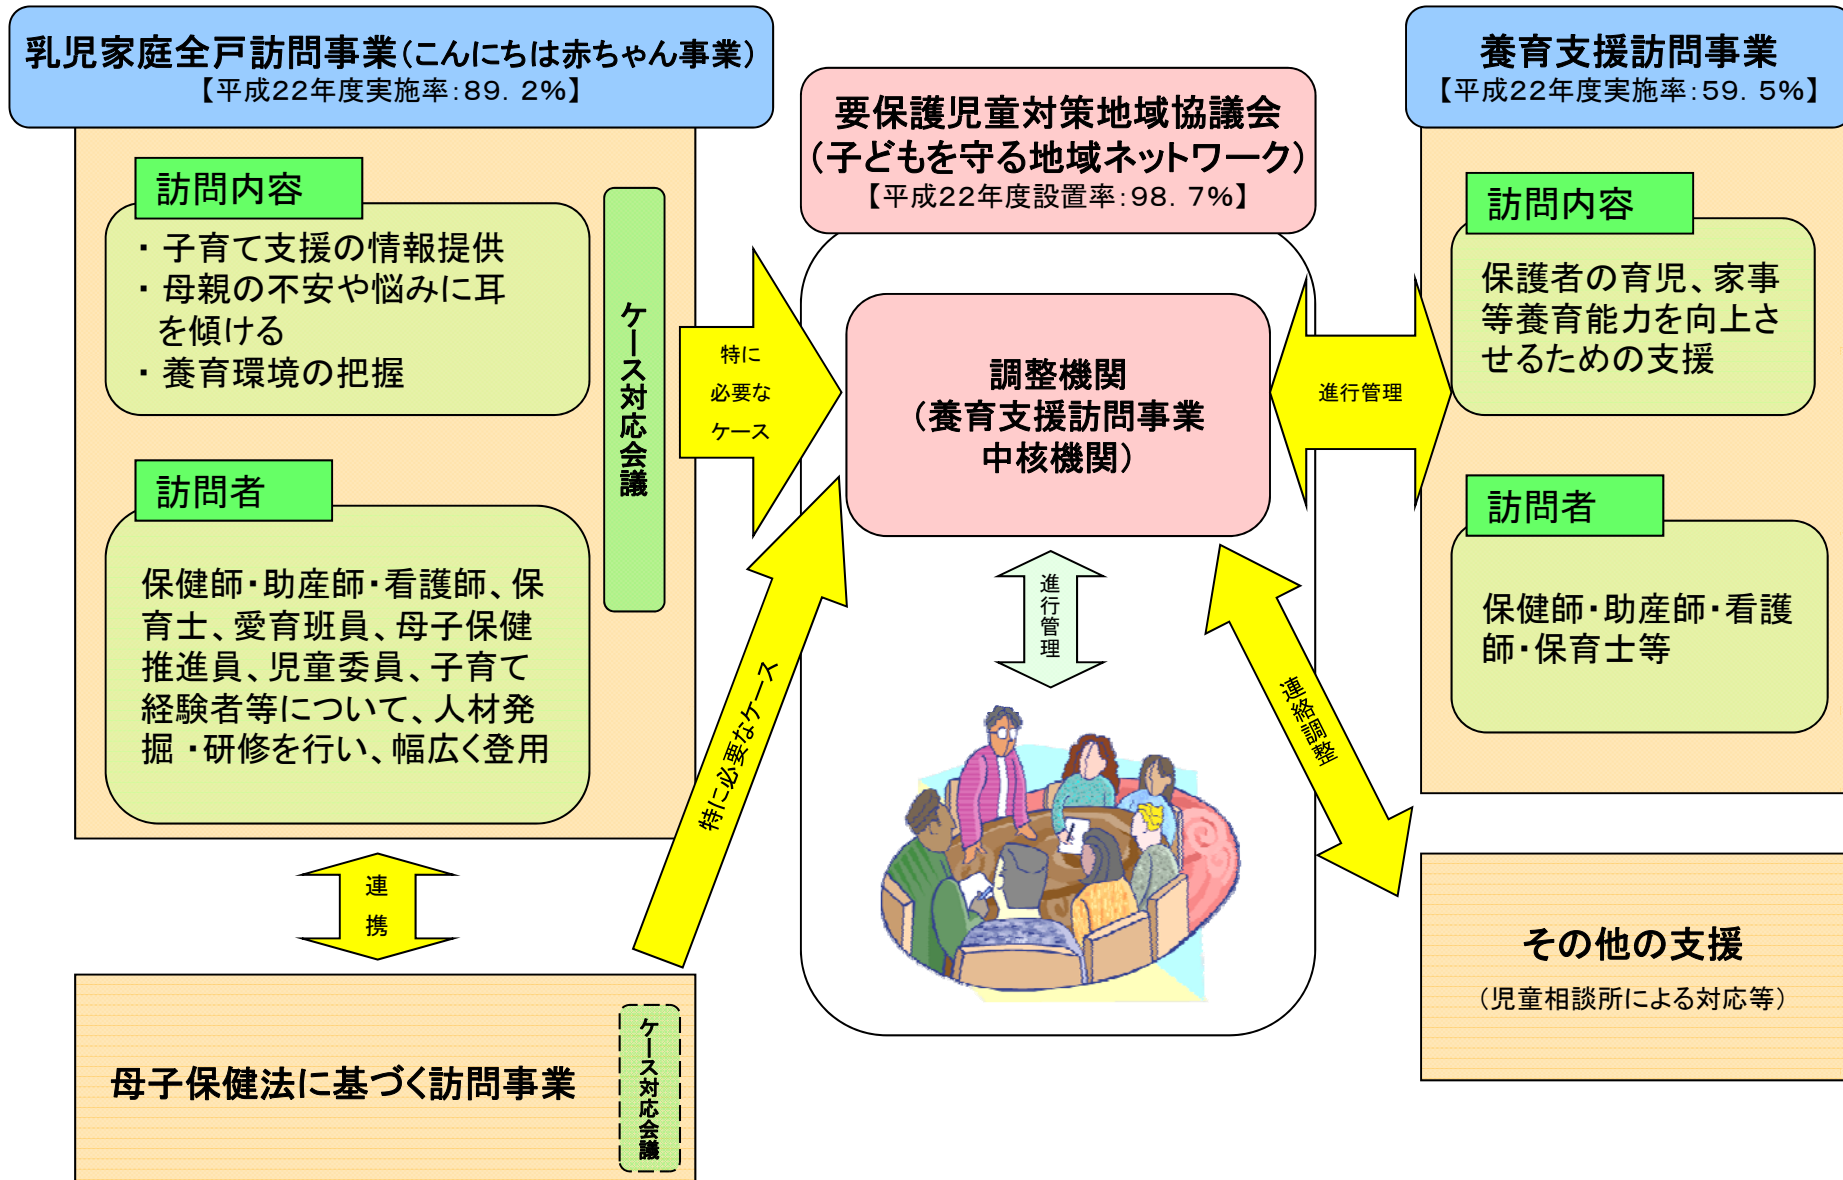 乳児家庭全戸訪問事業(こんにちは赤ちゃん事業)
【平成22年度実施率:89.2%】
訪問内容
・子育て支援の情報提供
・母親の不安や悩みに耳
を傾ける
・養育環境の把握
訪問者
保健師・助産師・看護師、保
育士、愛育班員、母子保健
推進員、児童委員、子育て
経験者等について、人材発
掘・研修を行い、幅広く登用
ケース対応会議
連
携
母子保健法に基づく訪問事業
ケース対応会議
特に
必要な
ケース
特に必要なケース
要保護児童対策地域協議会
(子どもを守る地域ネットワーク)
【平成22年度設置率:98.7%】
調整機関
(養育支援訪問事業
中核機関)
進行管理
進行管理
連絡調整
養育支援訪問事業
【平成22年度実施率:59.5%】
訪問内容
保護者の育児、家事
等養育能力を向上さ
せるための支援
訪問者
保健師・助産師・看護
師・保育士等
その他の支援
(児童相談所による対応等)